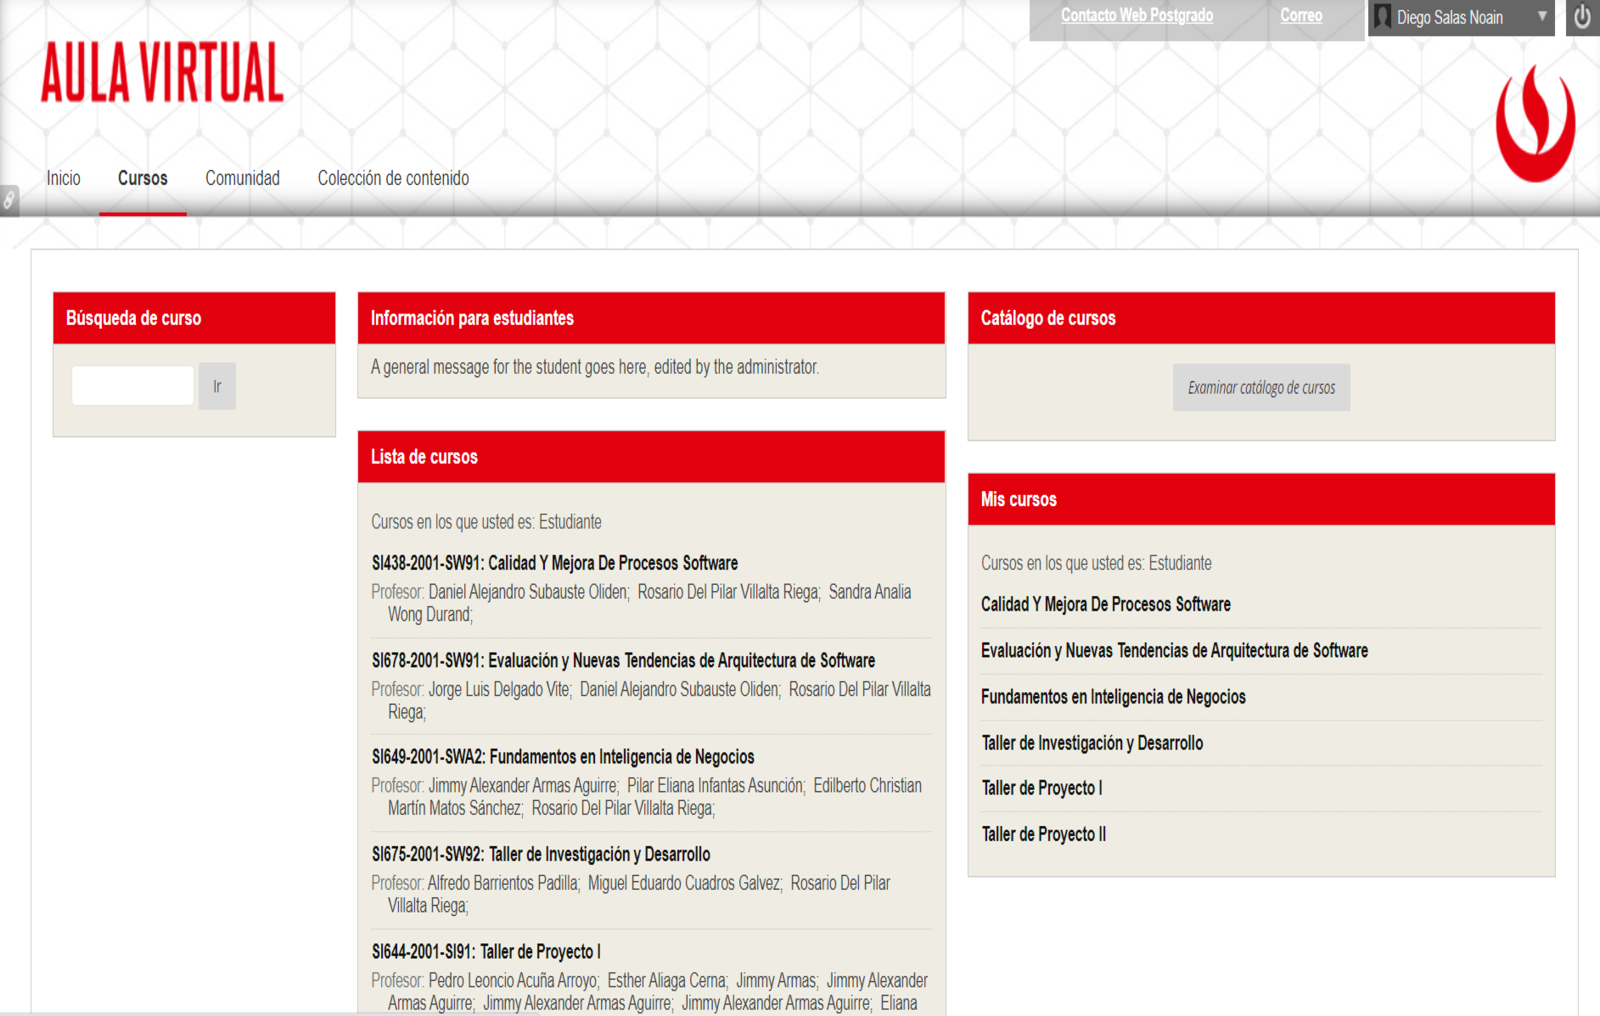 Contacto Web Postgrado
Correo
Diego Salas Noain
AULA VIRTUAL
Inicio
Cursos
Comunidad
Colección de contenido
Búsqueda de curso
Ir
Información para estudiantes
A general message for the student goes here, edited by the administrator.
Lista de cursos
Cursos en los que usted es: Estudiante
SI438-2001-SW91: Calidad Y Mejora De Procesos Software
Profesor: Daniel Alejandro Subauste Oliden; Rosario Del Pilar Villalta Riega; Sandra Analia
Wong Durand;
SI678-2001-SW91: Evaluación y Nuevas Tendencias de Arquitectura de Software
Profesor: Jorge Luis Delgado Vite; Daniel Alejandro Subauste Oliden; Rosario Del Pilar Villalta
Riega;
SI649-2001-SWA2: Fundamentos en Inteligencia de Negocios
Profesor: Jimmy Alexander Armas Aguirre; Pilar Eliana Infantas Asunción; Edilberto Christian
Martín Matos Sánchez; Rosario Del Pilar Villalta Riega;
SI675-2001-SW92: Taller de Investigación y Desarrollo
Profesor: Alfredo Barrientos Padilla; Miguel Eduardo Cuadros Galvez; Rosario Del Pilar
Villalta Riega;
SI644-2001-SI91: Taller de Proyecto I
Profesor: Pedro Leoncio Acuña Arroyo; Esther Aliaga Cerna; Jimmy Armas; Jimmy Alexander
Armas Aguirre; Jimmy Alexander Armas Aguirre; Jimmy Alexander Armas Aguirre; Eliana
Catálogo de cursos
Examinar catálogo de cursos
Mis cursos
Cursos en los que usted es: Estudiante
Calidad Y Mejora De Procesos Software
Evaluación y Nuevas Tendencias de Arquitectura de Software
Fundamentos en Inteligencia de Negocios
Taller de Investigación y Desarrollo
Taller de Proyecto I
Taller de Proyecto II